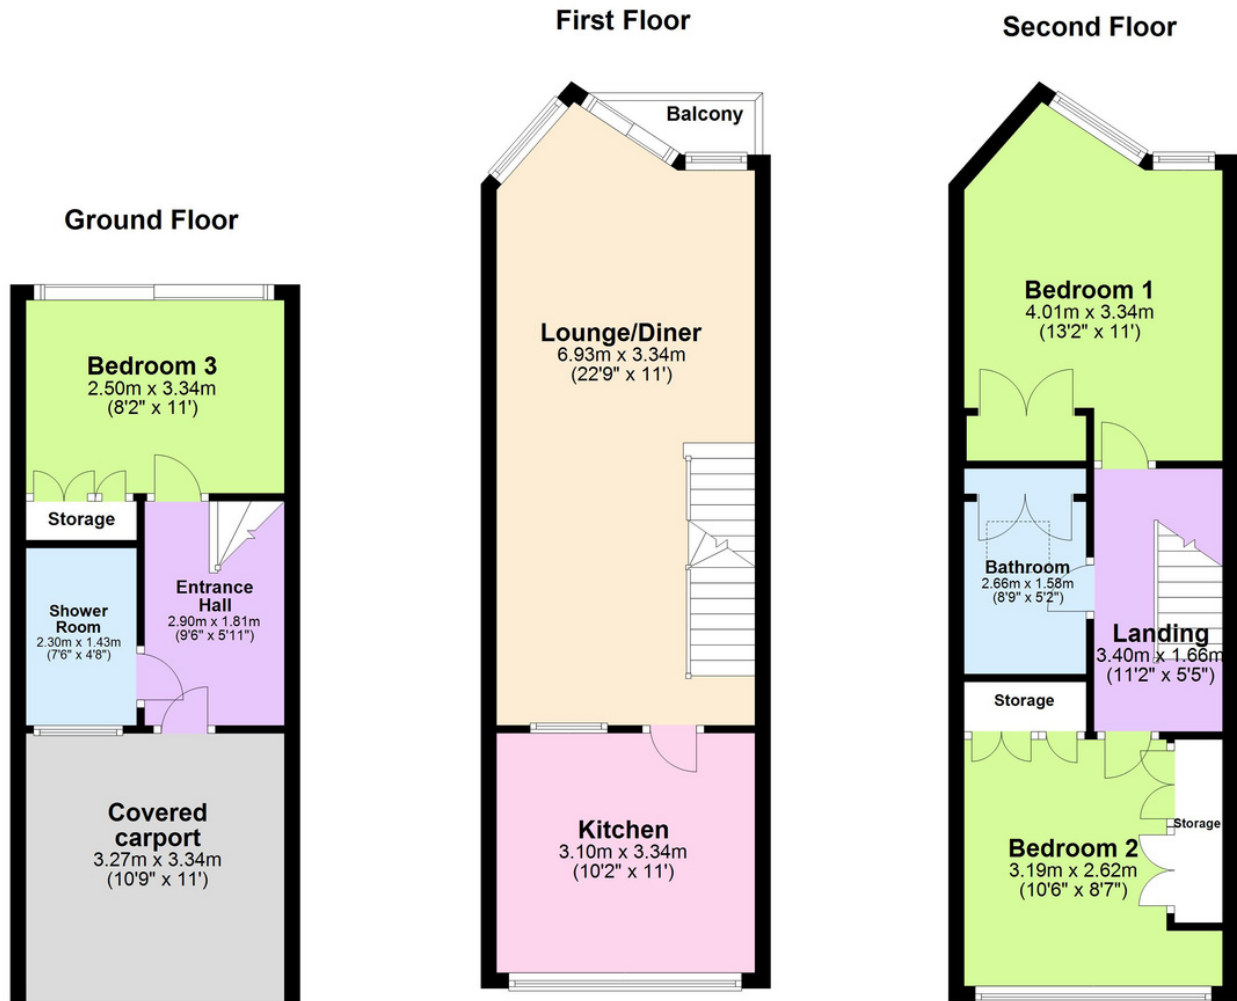 Ground Floor
Bedroom 3
2.50m x 3.34m
(8'2" x 11')
Storage
Shower
Room
2.30m x 1.43m
(7'6" x 4'8")
Entrance
Hall
2.90m x 1.81m
(9'6" x 5'11")
Covered
carport
3.27m x 3.34m
(10'9" x 11')
First Floor
Balcony
Lounge/Diner
6.93m x 3.34m
(22'9" x 11')
Kitchen
3.10m x 3.34m
(10'2" x 11')
Second Floor
Bedroom 1
4.01m x 3.34m
(13'2" x 11')
Bathroom
2.66m x 1.58m
(8'9" x 5'2")
Landing
3.40m x 1.66m
(11'2" x 5'5")
Storage
Storage
Bedroom 2
3.19m x 2.62m
(10'6" x 8'7")